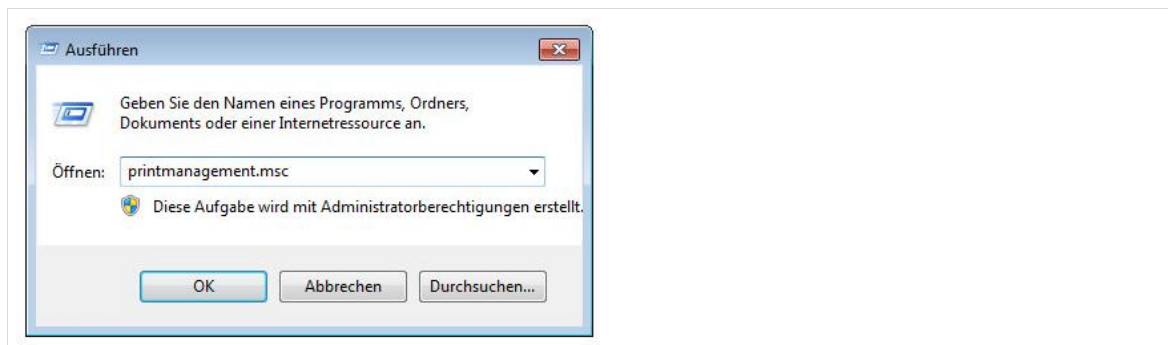 Ausführen
Geben Sie den Namen eines Programms, Ordners,
Dokuments oder einer Internetressource an.
Öffnen: printmanagement.msc
Diese Aufgabe wird mit Administratorberechtigungen erstellt.
OK Abbrechen Durchsuchen...